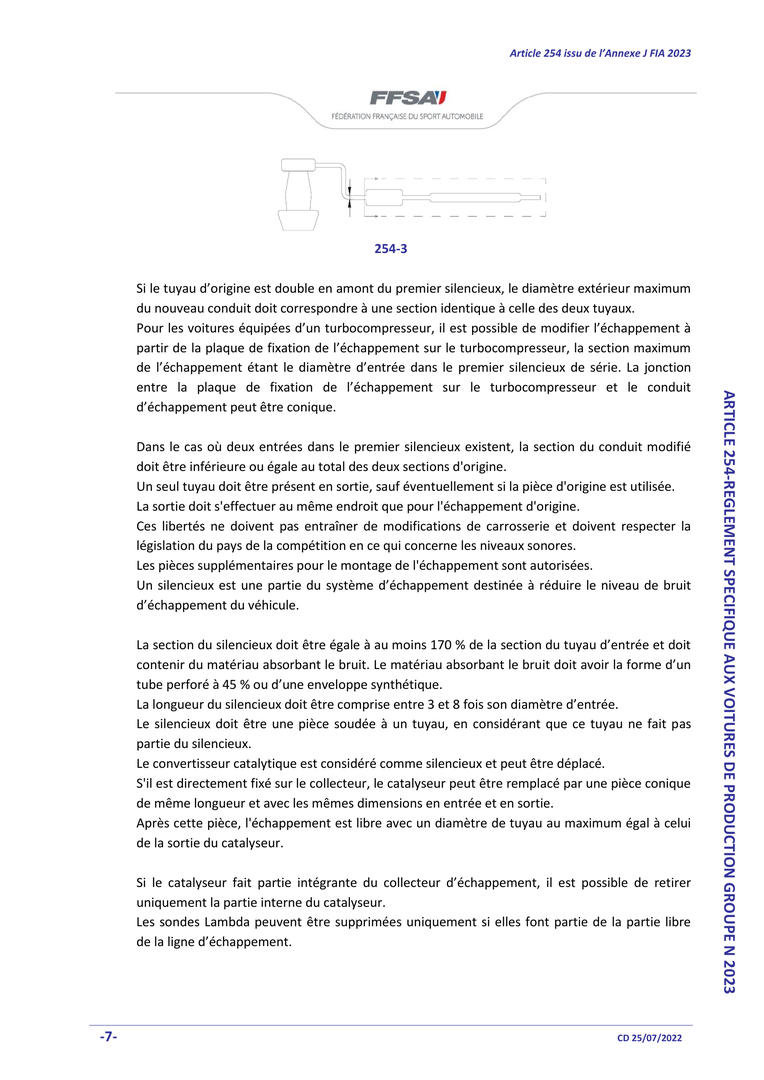 Article 254 issu de l'Annexe J FIA 2023
FFSA
FÉDÉRATION FRANÇAISE DU SPORT AUTOMOBILE
254-3
Si le tuyau d'origine est double en amont du premier silencieux, le diamètre extérieur maximum
du nouveau conduit doit correspondre à une section identique à celle des deux tuyaux.
Pour les voitures équipées d'un turbocompresseur, il est possible de modifier l'échappement à
partir de la plaque de fixation de l'échappement sur le turbocompresseur, la section maximum
de l'échappement étant le diamètre d'entrée dans le premier silencieux de série. La jonction
entre la plaque de fixation de l'échappement sur le turbocompresseur et le conduit
d'échappement peut être conique.
Dans le cas où deux entrées dans le premier silencieux existent, la section du conduit modifié
doit être inférieure ou égale au total des deux sections d'origine.
Un seul tuyau doit être présent en sortie, sauf éventuellement si la pièce d'origine est utilisée.
La sortie doit s'effectuer au même endroit que pour l'échappement d'origine.
Ces libertés ne doivent pas entraîner de modifications de carrosserie et doivent respecter la
législation du pays de la compétition en ce qui concerne les niveaux sonores.
Les pièces supplémentaires pour le montage de l'échappement sont autorisées.
Un silencieux est une partie du système d'échappement destinée à réduire le niveau de bruit
d'échappement du véhicule.
La section du silencieux doit être égale à au moins 170 % de la section du tuyau d'entrée et doit
contenir du matériau absorbant le bruit. Le matériau absorbant le bruit doit avoir la forme d'un
tube perforé à 45 % ou d'une enveloppe synthétique.
La longueur du silencieux doit être comprise entre 3 et 8 fois son diamètre d'entrée.
Le silencieux doit être une pièce soudée à un tuyau, en considérant que ce tuyau ne fait pas
partie du silencieux.
Le convertisseur catalytique est considéré comme silencieux et peut être déplacé.
S'il est directement fixé sur le collecteur, le catalyseur peut être remplacé par une pièce conique
de même longueur et avec les mêmes dimensions en entrée et en sortie.
Après cette pièce, l'échappement est libre avec un diamètre de tuyau au maximum égal à celui
de la sortie du catalyseur.
Si le catalyseur fait partie intégrante du collecteur d'échappement, il est possible de retirer
uniquement la partie interne du catalyseur.
Les sondes Lambda peuvent être supprimées uniquement si elles font partie de la partie libre
de la ligne d'échappement.
ARTICLE 254-REGLEMENT SPECIFIQUE AUX VOITURES DE PRODUCTION GROUPE N 2023
-7-
CD 25/07/2022